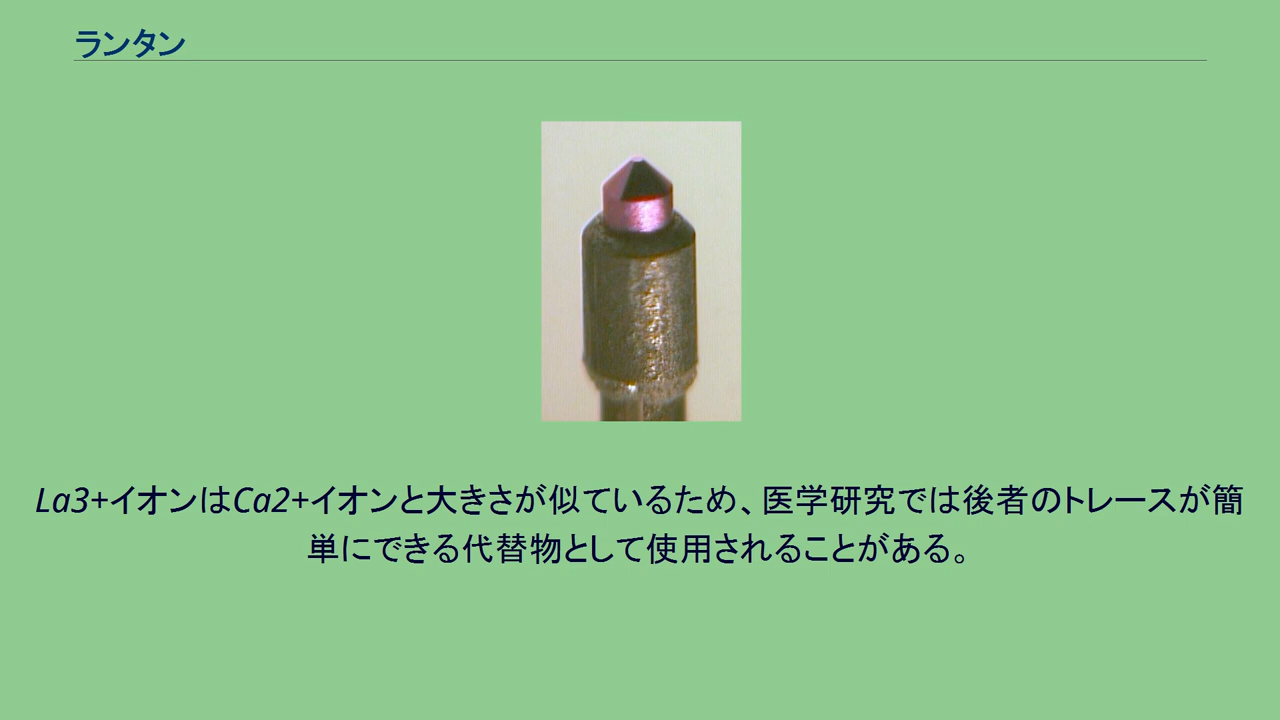 ランタン
La3+イオンはCa2+イオンと大きさが似ているため、医学研究では後者のトレースが簡
単にできる代替物として使用されることがある。